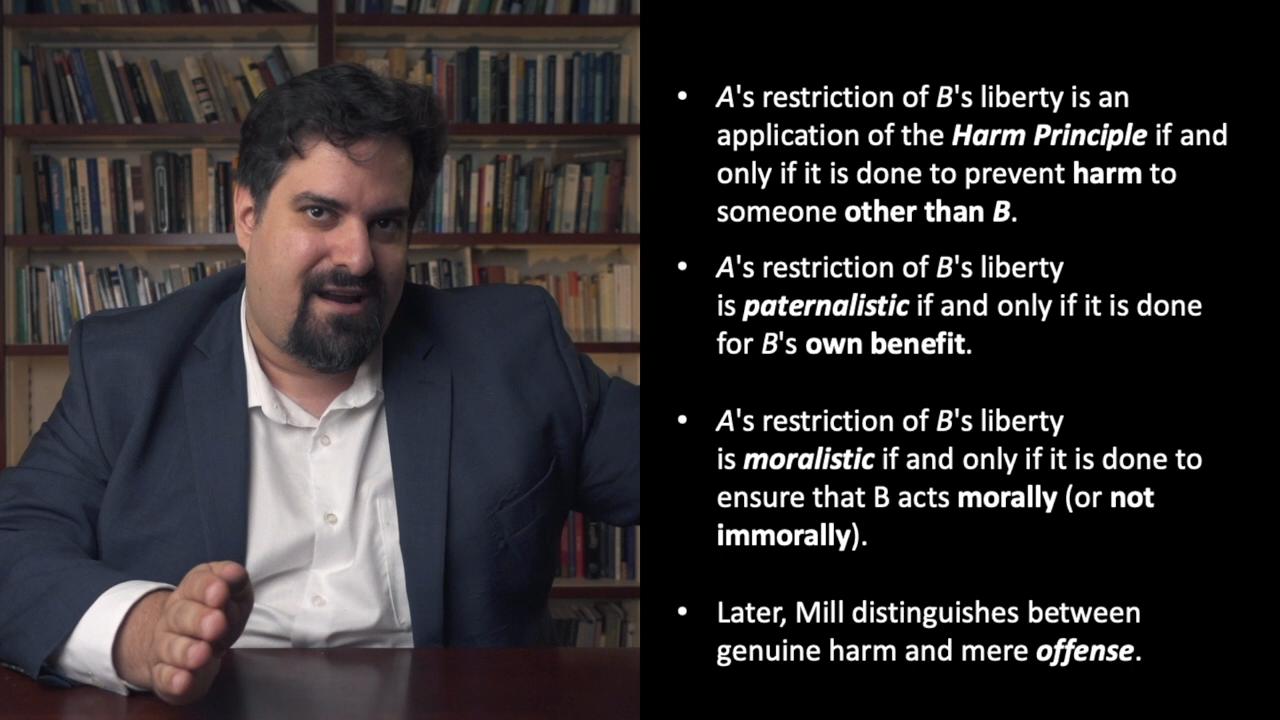 • A's restriction of B's liberty is an
application of the Harm Principle if and
only if it is done to prevent harm to
someone other than B.
• A's restriction of B's liberty
is paternalistic if and only if it is done
for B's own benefit.
• A's restriction of B's liberty
is moralistic if and only if it is done to
ensure that B acts morally (or not
immorally).
• Later, Mill distinguishes between
genuine harm and mere offense.